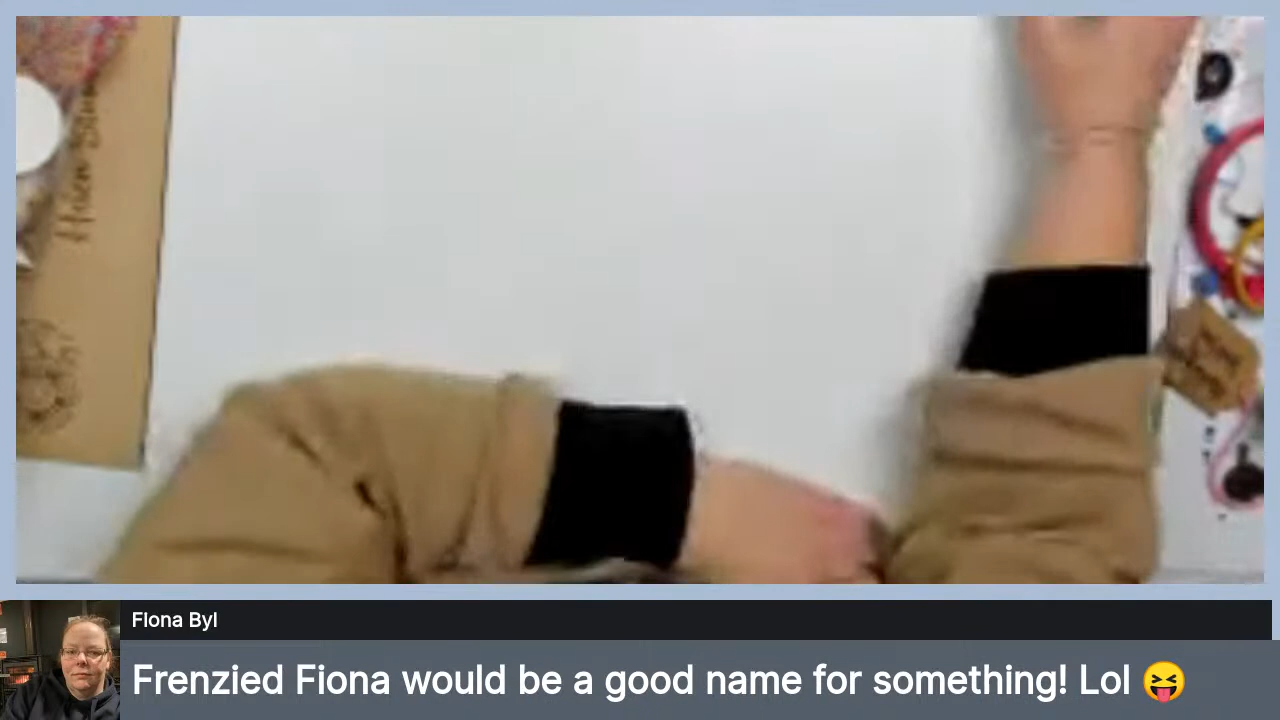 Fiona Byl
Frenzied Fiona would be a good name for something! Lol 😝